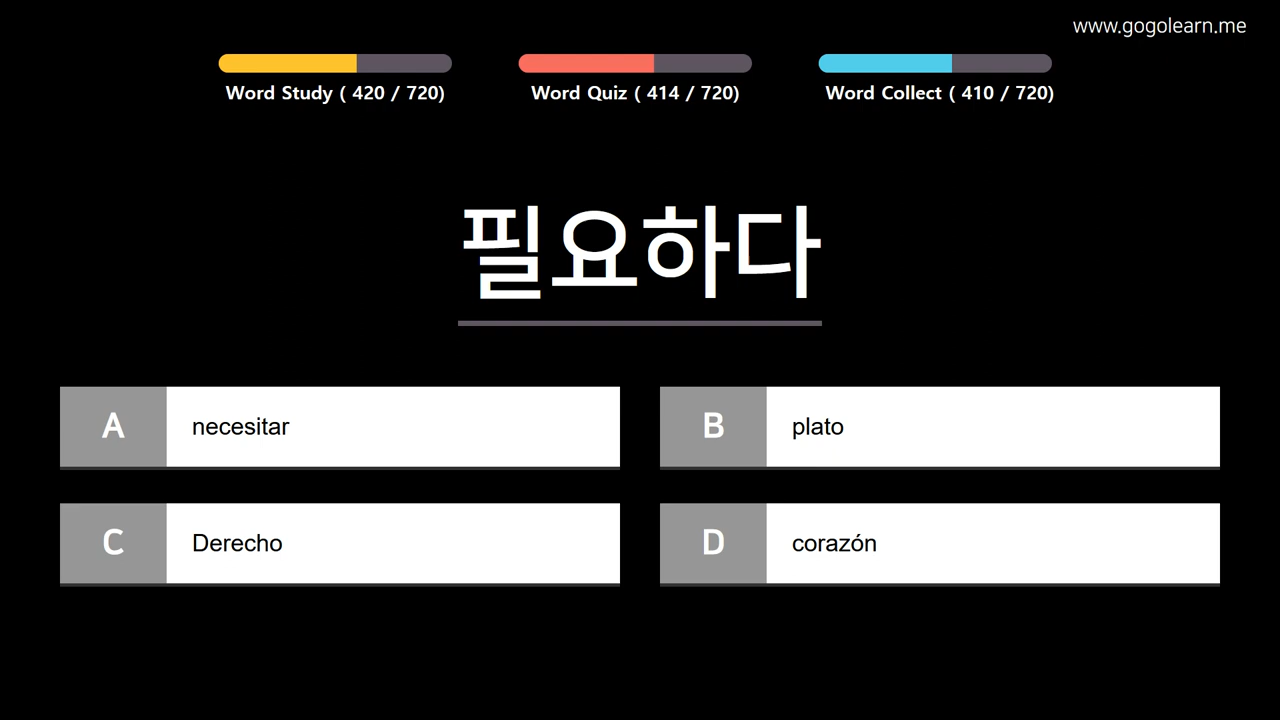 www.gogolearn.me
Word Study ( 420 / 720)
Word Quiz ( 414 / 720)
Word Collect ( 410 / 720)
필요하다
A necesitar
B plato
C Derecho
D corazón